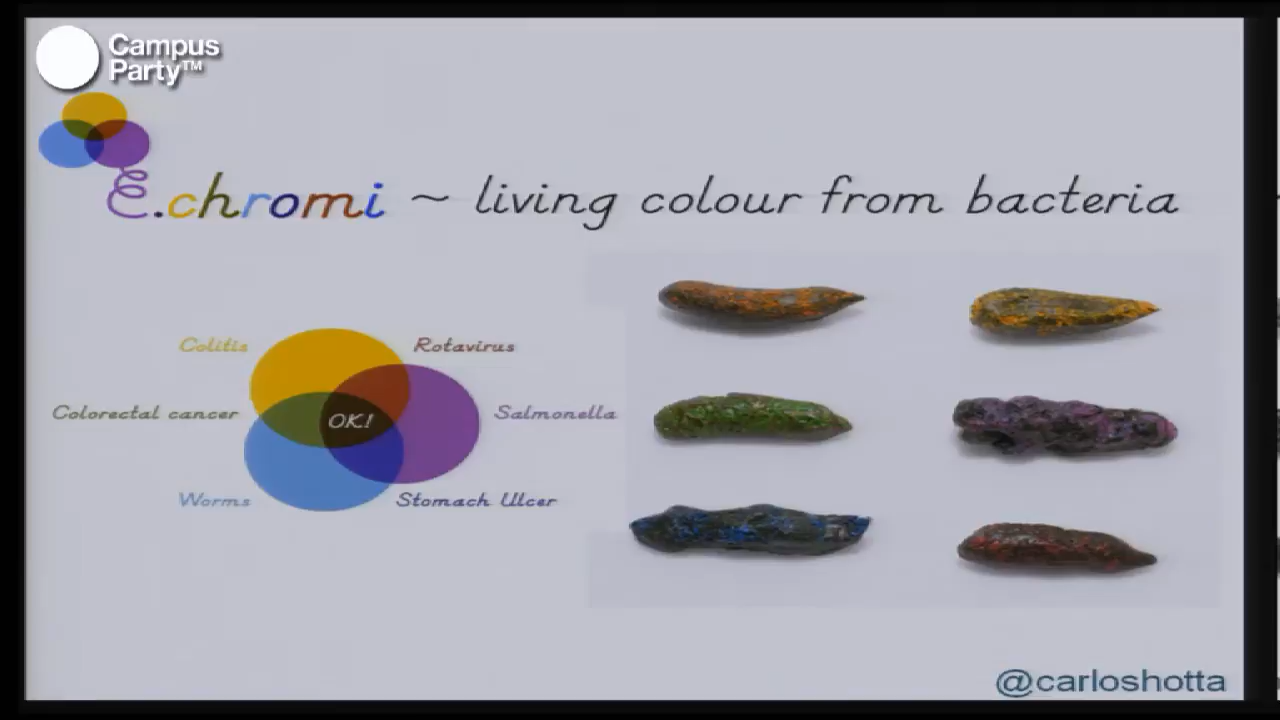 Campus
Party™
E.chromi ~ living colour from bacteria
Colitis
Rotavirus
Colorectal cancer
OK!
Salmonella
Worms
Stomach Ulcer
@carloshotta